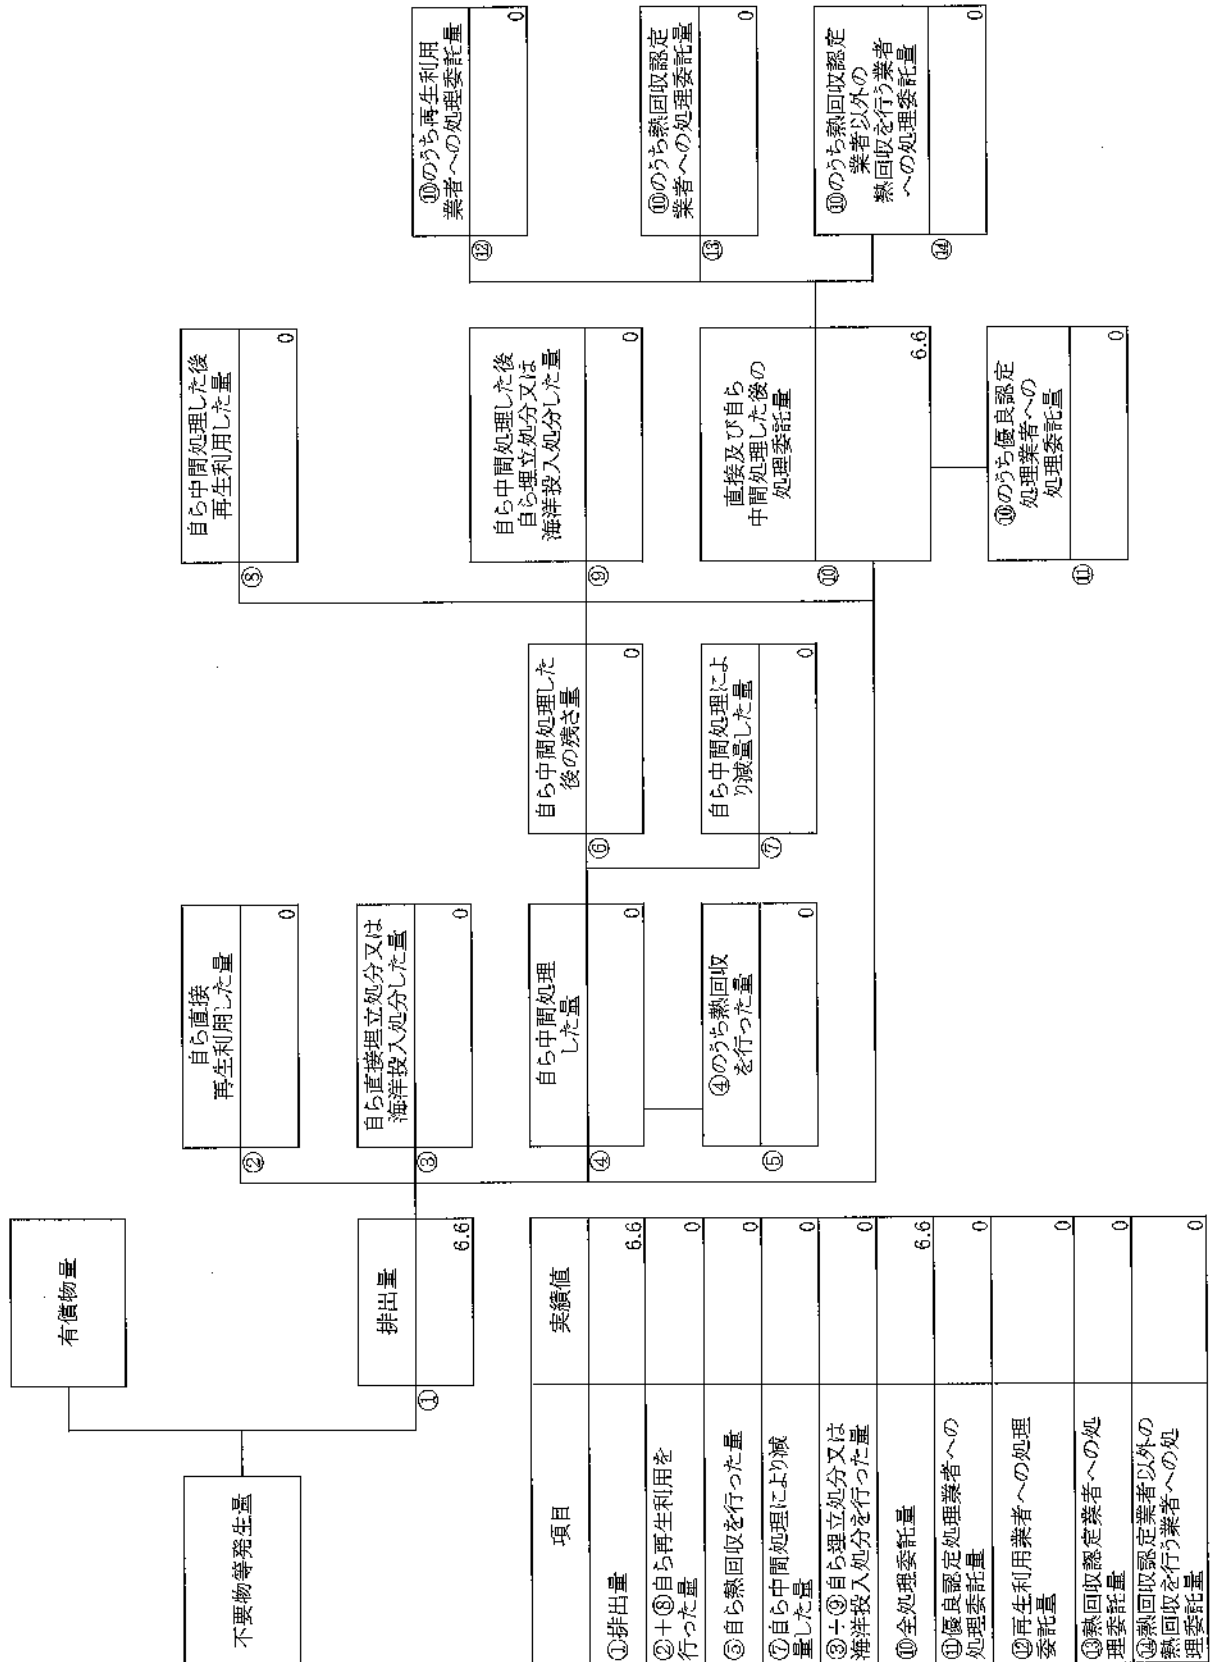 不要物等発生量
有償物量
①
排出量
6.6
②
自ら直接
再生利用した量
0
③
自ら直接埋立処分又は
海洋投入処分した量
0
④
自ら中間処理
した量
0
⑤
④のうち熱回収
を行った量
0
⑥
自ら中間処理した
後の残さ量
0
⑦
自ら中間処理によ
り減量した量
0
⑧
自ら中間処理した後
再生利用した量
0
⑨
自ら中間処理した後
自ら埋立処分又は
海洋投入処分した量
0
⑩
直接及び自ら
中間処理した後の
処理委託量
6.6
⑪
⑩のうち優良認定
処理業者への
処理委託量
0
⑫
⑩のうち再生利用
業者への処理委託量
0
⑬
⑩のうち熱回収認定
業者への処理委託量
0
⑭
⑩のうち熱回収認定
業者以外の
熱回収を行う業者
への処理委託量
0
項目 実績値
①排出量 6.6
②+⑧自ら再生利用を
行った量 0
⑤自ら熱回収を行った量 0
⑦自ら中間処理により減
量した量 0
③+⑨自ら埋立処分又は
海洋投入処分を行った量 0
⑩全処理委託量 6.6
⑪優良認定処理業者への
処理委託量 0
⑫再生利用業者への処理
委託量 0
⑬熱回収認定業者への処
理委託量 0
⑭熱回収認定業者以外の
熱回収を行う業者への処
理委託量 0